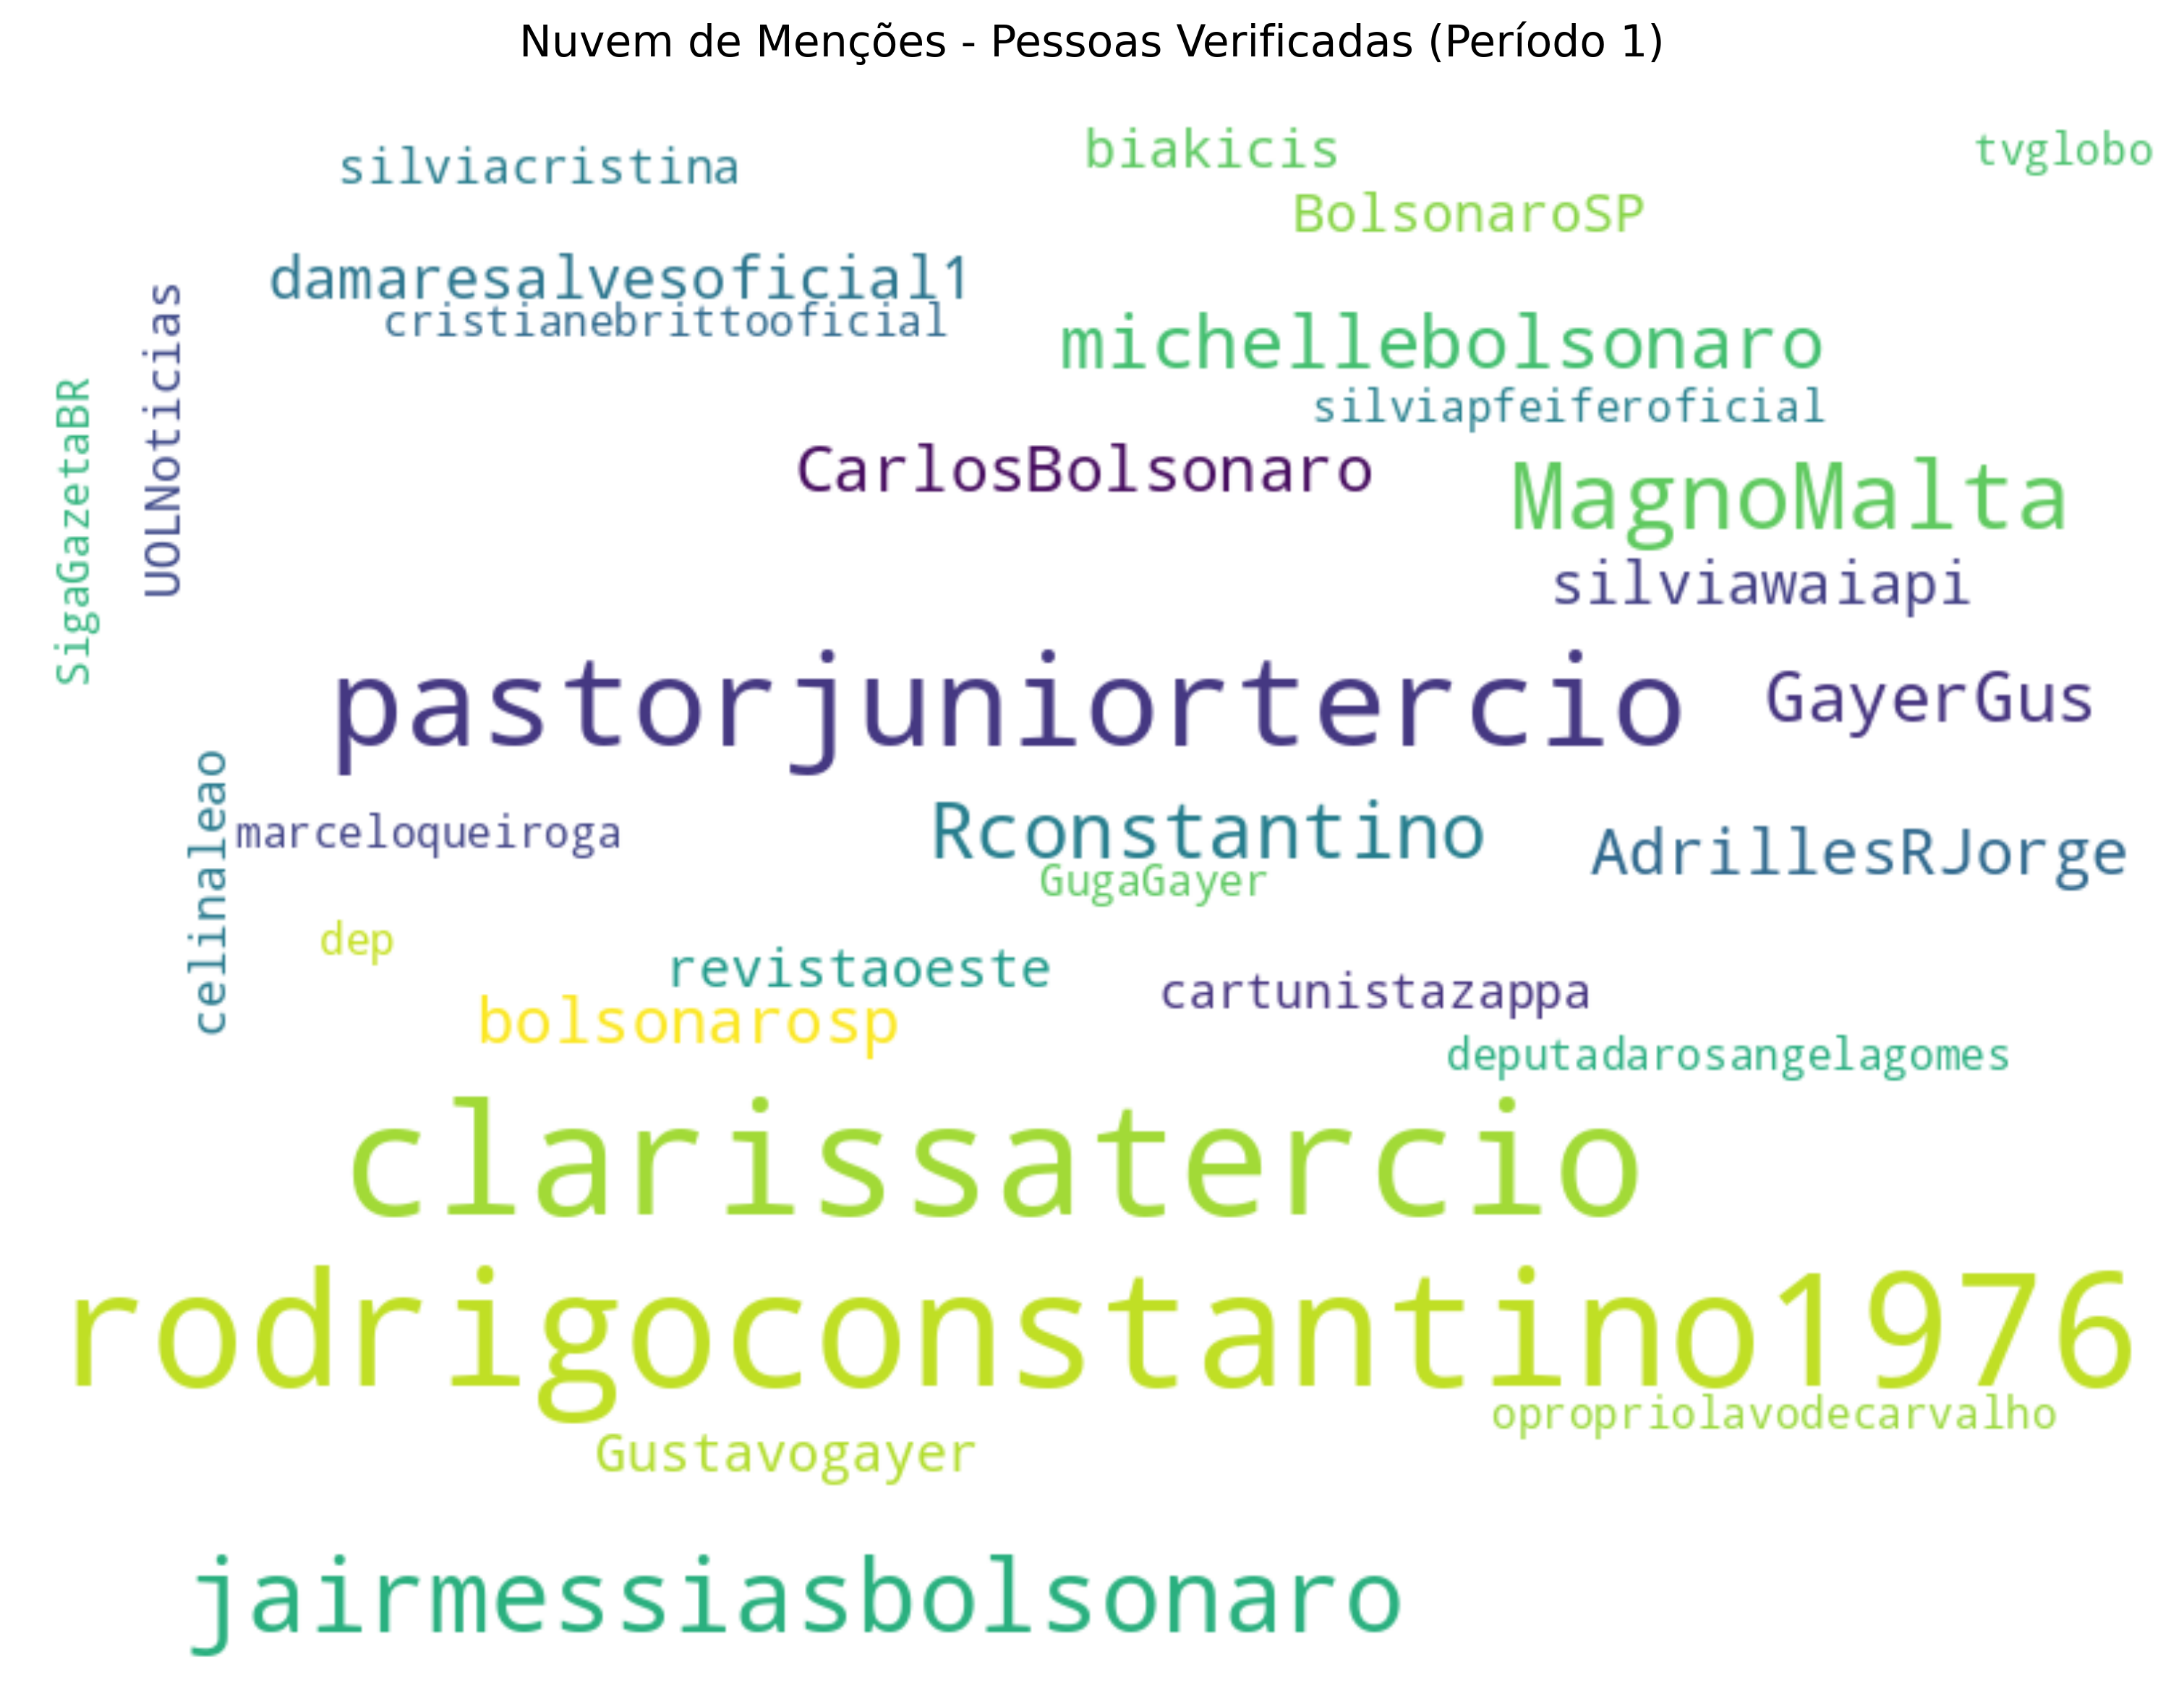 Nuvem de Menções - Pessoas Verificadas (Período 1)
silviacristina
biakicis
tvglobo
BolsonaroSP
damaresalvesoficial1
cristianebrittooficial
UOLNoticias
michellebolsonaro
SigaGazetaBR
silviapfeiferoficial
CarlosBolsonaro
MagnoMalta
silviawaiapi
pastorjuniortercio
GayerGus
celinaleao
marceloqueiroga
Rconstantino
AdrillesRJorge
GugaGayer
dep
revistaoeste
cartunistazappa
bolsonarosp
deputadarosangelagomes
clarissatercio
rodrigoconstantino1976
opropriolavodecarvalho
Gustavogayer
jairmessiasbolsonaro